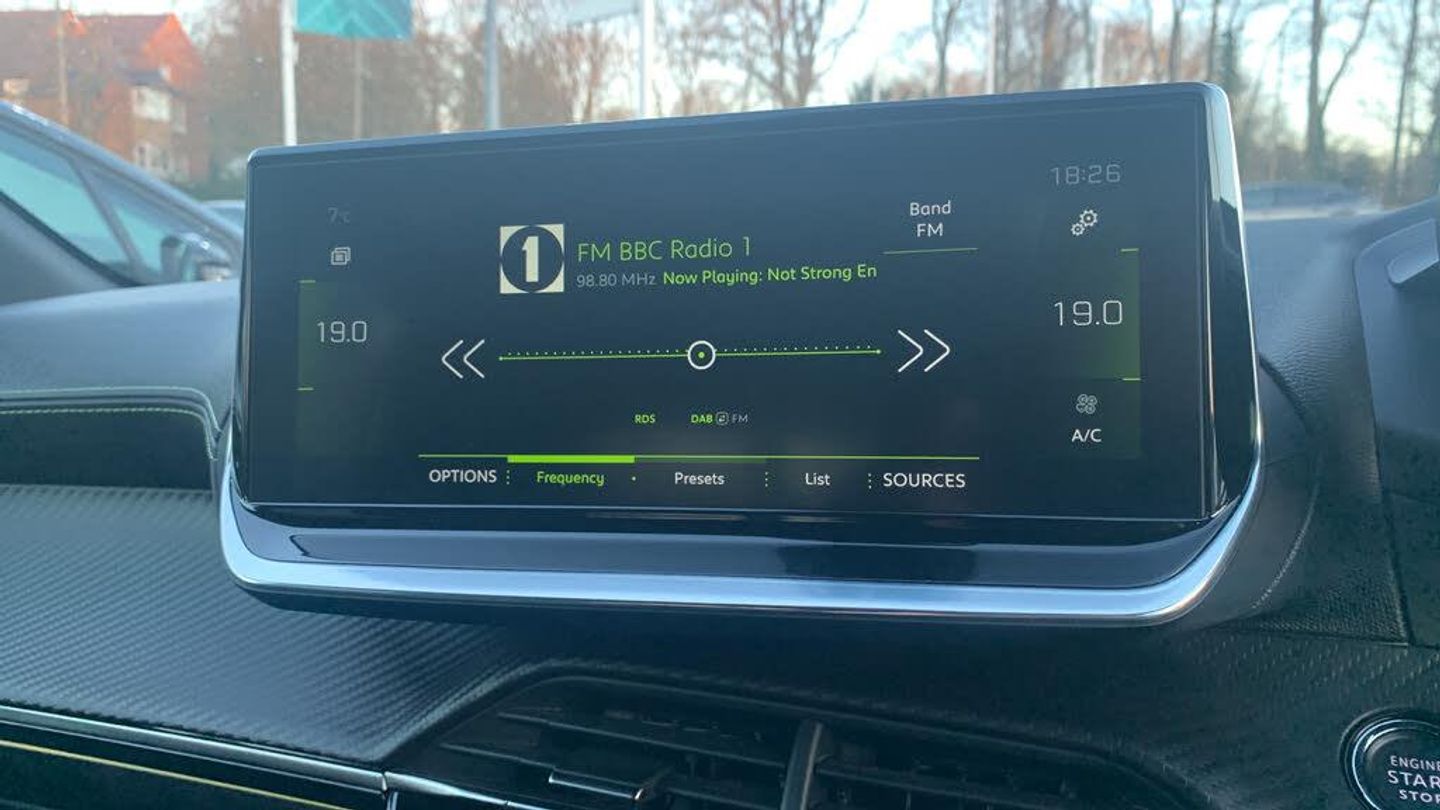 18:26
7°C
Band
FM
1
FM BBC Radio 1
98.80 MHz Now Playing: Not Strong En
19.0
19.0
RDS
DAB FM
A/C
OPTIONS Frequency Presets List SOURCES
ENGINE
START
STOP